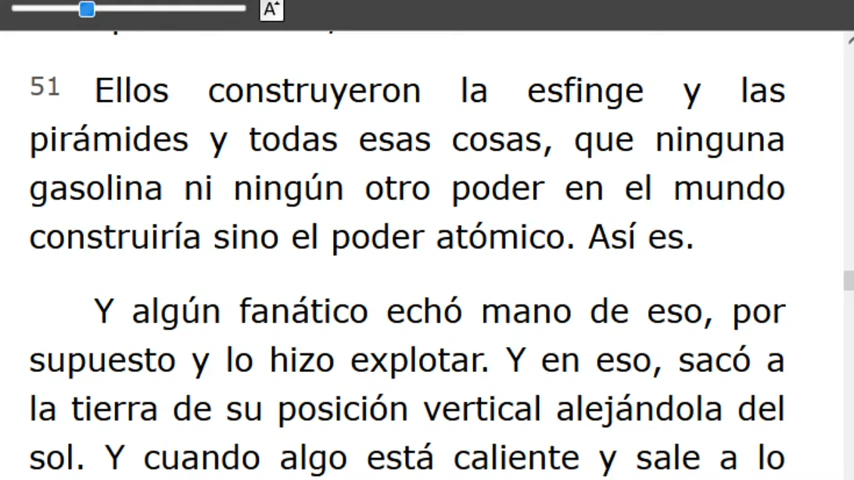 A
51 Ellos construyeron la esfinge y las
pirámides y todas esas cosas, que ninguna
gasolina ni ningún otro poder en el mundo
construiría sino el poder atómico. Así es.
Y algún fanático echó mano de eso, por
supuesto y lo hizo explotar. Y en eso, sacó a
la tierra de su posición vertical alejándola del
sol. Y cuando algo está caliente y sale a lo